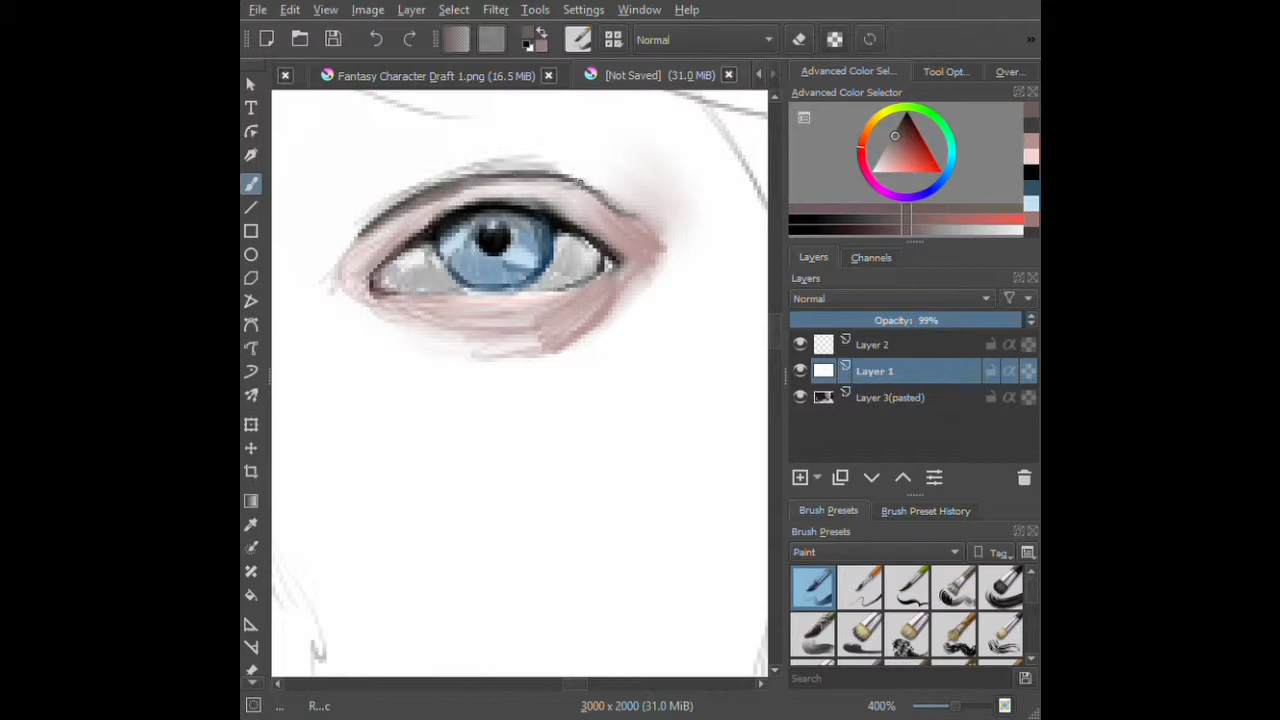 File Edit View Image Layer Select Filter Tools Settings Window Help
Normal
Fantasy Character Draft 1.png (16.5 MiB) [Not Saved] (31.0 MiB)
Advanced Color Sel... Tool Opt... Over...
Advanced Color Selector
Layers Channels
Layers
Normal
Opacity: 99%
Layer 2
Layer 1
Layer 3(pasted)
Brush Presets Brush Preset History
Brush Presets
Paint Tag
Search
... R...c 3000 x 2000 (31.0 MiB) 400%